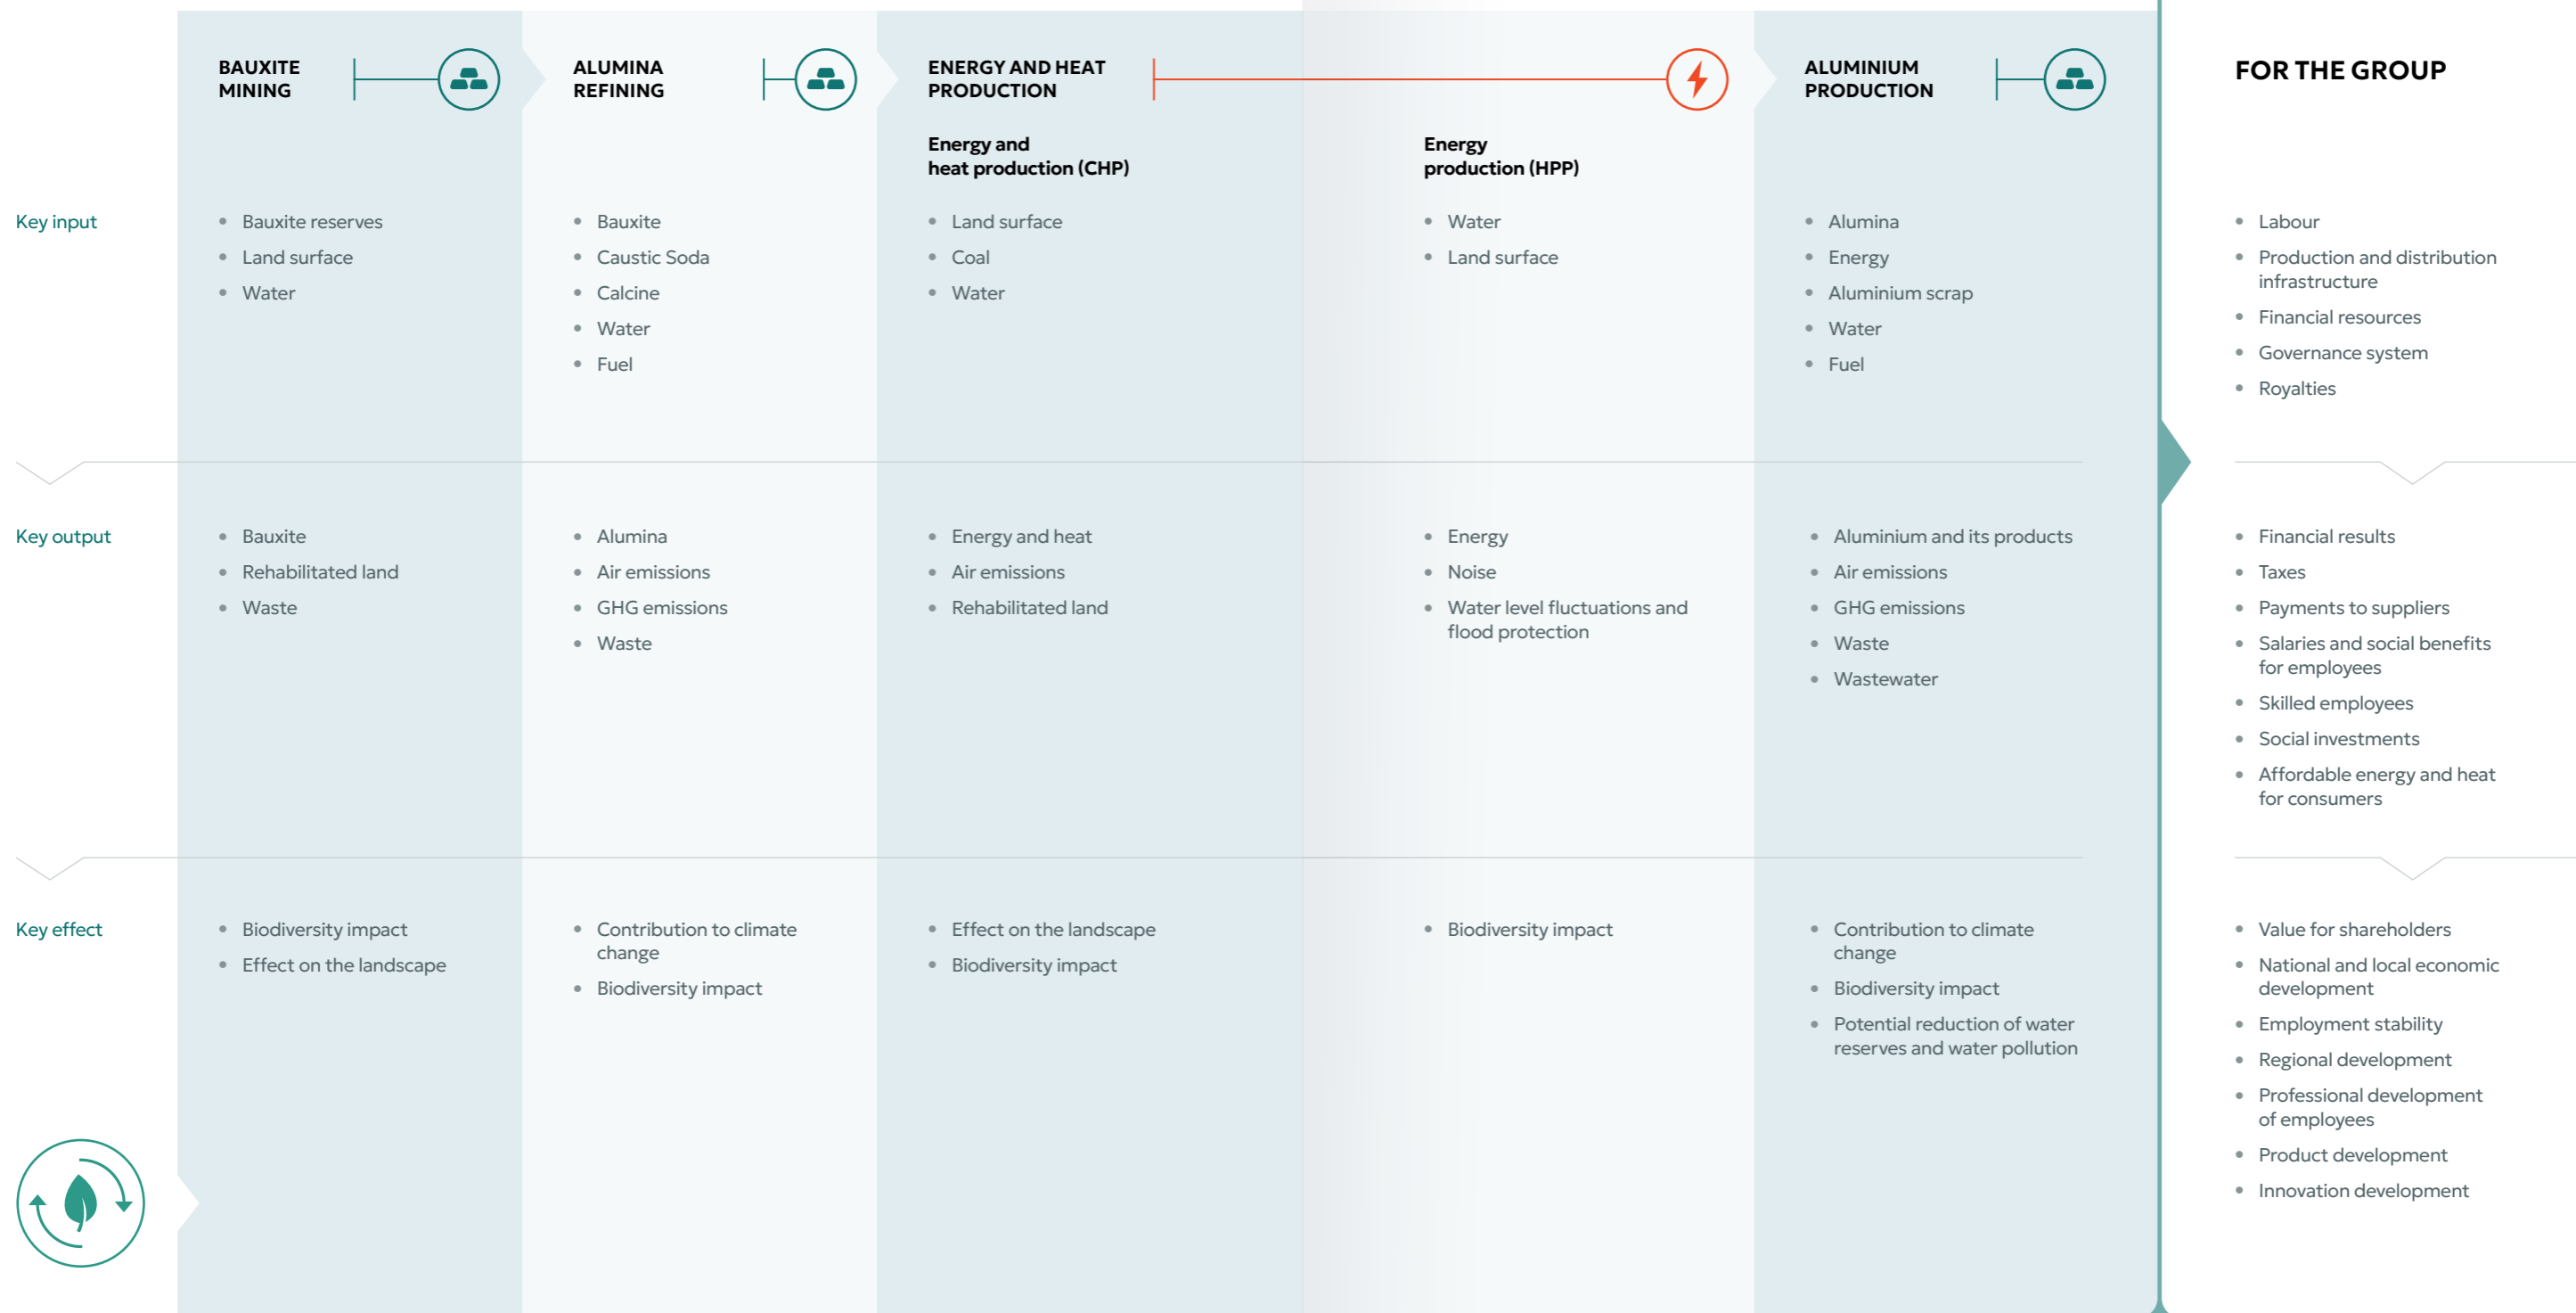 BAUXITE
MINING
ALUMINA
REFINING
ENERGY AND HEAT
PRODUCTION
ALUMINIUM
PRODUCTION
FOR THE GROUP
Energy and
heat production (CHP)
Energy
production (HPP)
Key input
Bauxite reserves
Land surface
Water
Bauxite
Caustic Soda
Calcine
Water
Fuel
Land surface
Coal
Water
Water
Land surface
Alumina
Energy
Aluminium scrap
Water
Fuel
Labour
Production and distribution
infrastructure
Financial resources
Governance system
Royalties
Key output
Bauxite
Rehabilitated land
Waste
Alumina
Air emissions
GHG emissions
Waste
Energy and heat
Air emissions
Rehabilitated land
Energy
Noise
Water level fluctuations and
flood protection
Aluminium and its products
Air emissions
GHG emissions
Waste
Wastewater
Financial results
Taxes
Payments to suppliers
Salaries and social benefits
for employees
Skilled employees
Social investments
Affordable energy and heat
for consumers
Key effect
Biodiversity impact
Effect on the landscape
Contribution to climate
change
Biodiversity impact
Effect on the landscape
Biodiversity impact
Biodiversity impact
Contribution to climate
change
Biodiversity impact
Potential reduction of water
reserves and water pollution
Value for shareholders
National and local economic
development
Employment stability
Regional development
Professional development
of employees
Product development
Innovation development